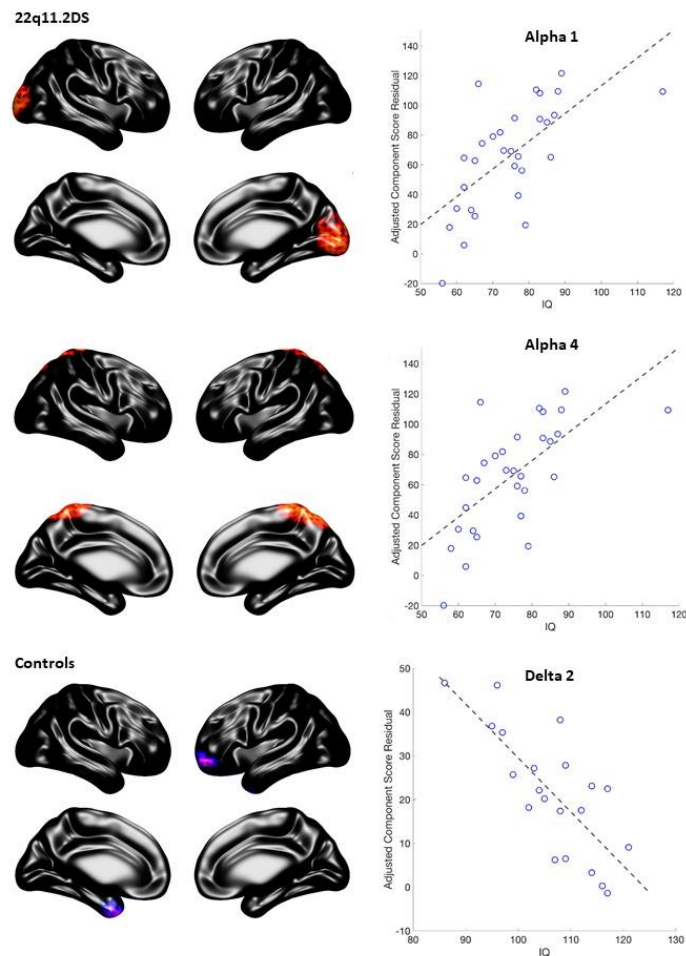 22q11.2DS
Alpha 1
Adjusted Component Score Residual
140
120
100
80
60
40
20
0
-20
50 60 70 80 90 100 110 120
IQ
Alpha 4
Adjusted Component Score Residual
140
120
100
80
60
40
20
0
-20
50 60 70 80 90 100 110 120
IQ
Controls
Delta 2
Adjusted Component Score Residual
50
40
30
20
10
0
-10
80 90 100 110 120 130
IQ